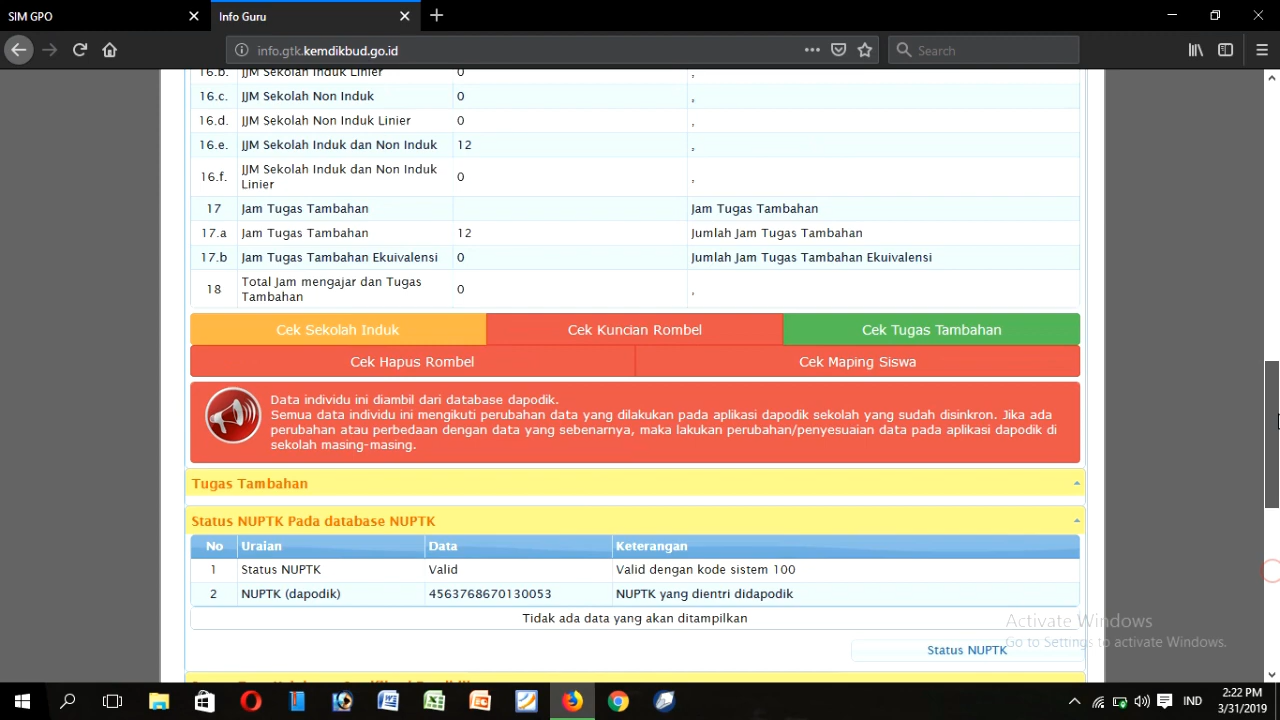 SIM GPO
Info Guru
info.gtk.kemdikbud.go.id
Search
16.b. JJM Sekolah Induk Linier 0 ,
16.c. JJM Sekolah Non Induk 0 ,
16.d. JJM Sekolah Non Induk Linier 0 ,
16.e. JJM Sekolah Induk dan Non Induk 12 ,
16.f. JJM Sekolah Induk dan Non Induk Linier 0 ,
17 Jam Tugas Tambahan Jam Tugas Tambahan
17.a Jam Tugas Tambahan 12 Jumlah Jam Tugas Tambahan
17.b Jam Tugas Tambahan Ekuivalensi 0 Jumlah Jam Tugas Tambahan Ekuivalensi
18 Total Jam mengajar dan Tugas Tambahan 0 ,
Cek Sekolah Induk Cek Kuncian Rombel Cek Tugas Tambahan
Cek Hapus Rombel Cek Maping Siswa
Data individu ini diambil dari database dapodik.
Semua data individu ini mengikuti perubahan data yang dilakukan pada aplikasi dapodik sekolah yang sudah disinkron. Jika ada
perubahan atau perbedaan dengan data yang sebenarnya, maka lakukan perubahan/penyesuaian data pada aplikasi dapodik di
sekolah masing-masing.
Tugas Tambahan
Status NUPTK Pada database NUPTK
No Uraian Data Keterangan
1 Status NUPTK Valid Valid dengan kode sistem 100
2 NUPTK (dapodik) 4563768670130053 NUPTK yang dientri didapodik
Tidak ada data yang akan ditampilkan
Status NUPTK
Activate Windows
Go to Settings to activate Windows.
IND
2:22 PM
3/31/2019